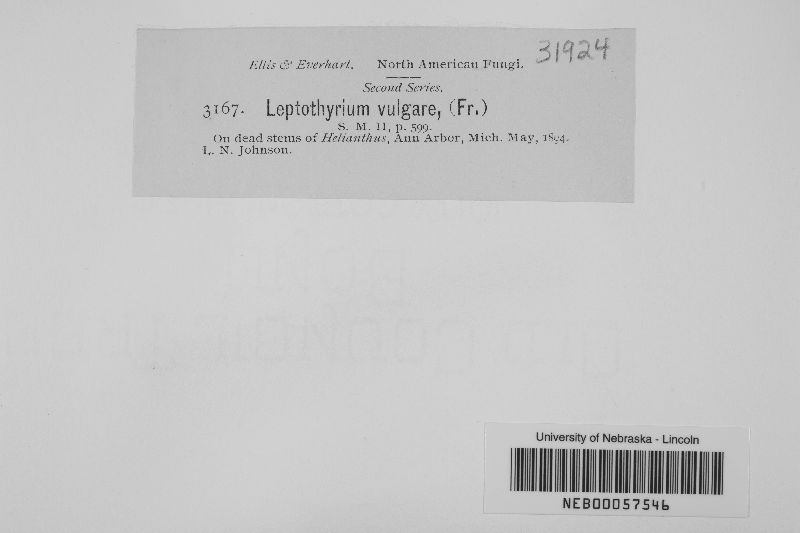 Ellis & Everhart. North American Fungi. 31924
Second Series.
3167. Leptothyrium vulgare, (Fr.)
S. M. II, p. 599.
On dead stems of Helianthus, Ann Arbor, Mich. May, 1894.
L. N. Johnson.
University of Nebraska - Lincoln
NEB00057546